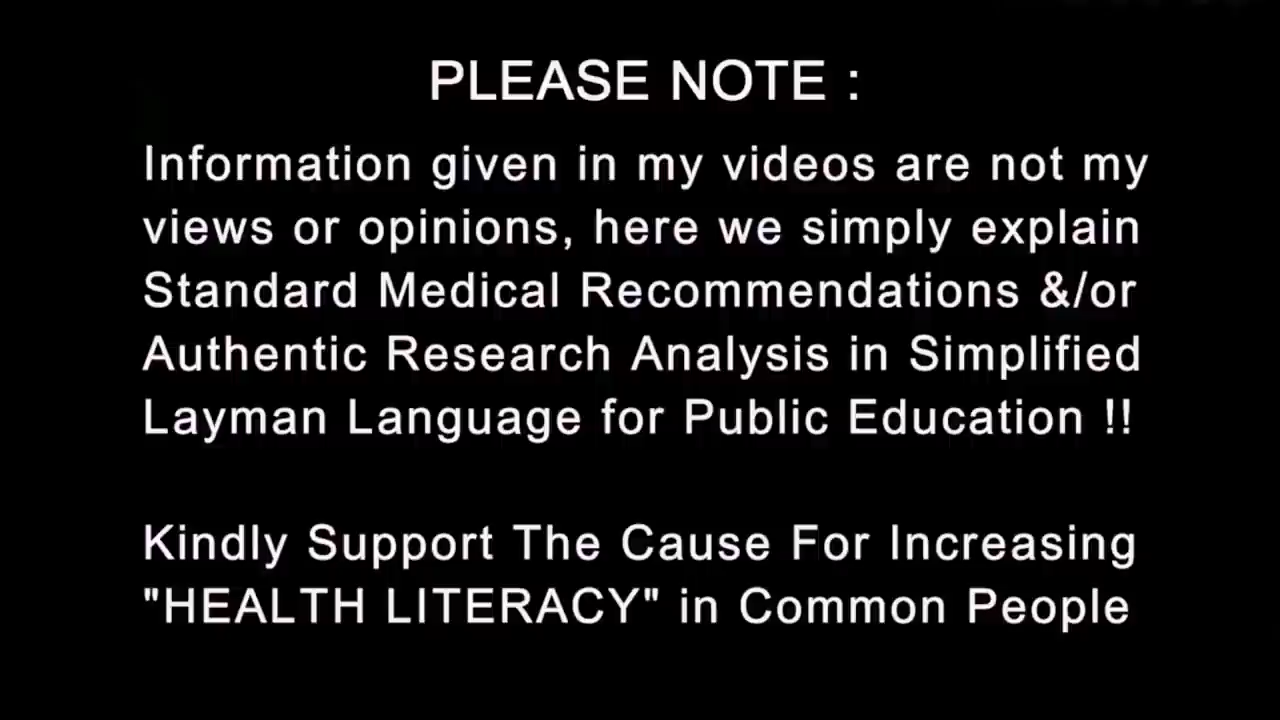 PLEASE NOTE :
Information given in my videos are not my
views or opinions, here we simply explain
Standard Medical Recommendations &/or
Authentic Research Analysis in Simplified
Layman Language for Public Education !!
Kindly Support The Cause For Increasing
"HEALTH LITERACY" in Common People